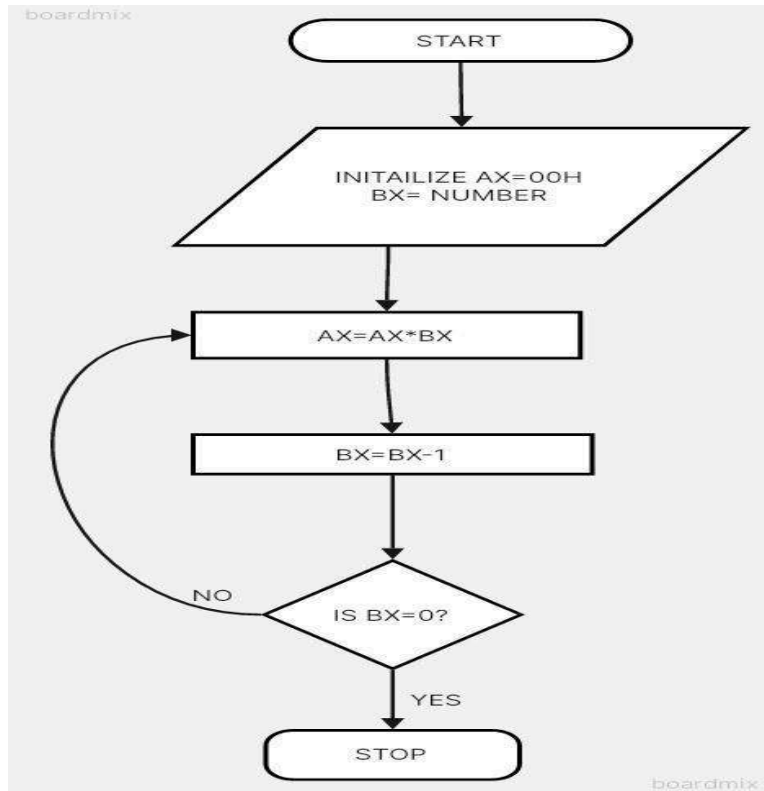 boardmix
START
INITAILIZE AX=00H
BX= NUMBER
AX=AX*BX
BX=BX-1
NO
IS BX=0?
YES
STOP
boardmix